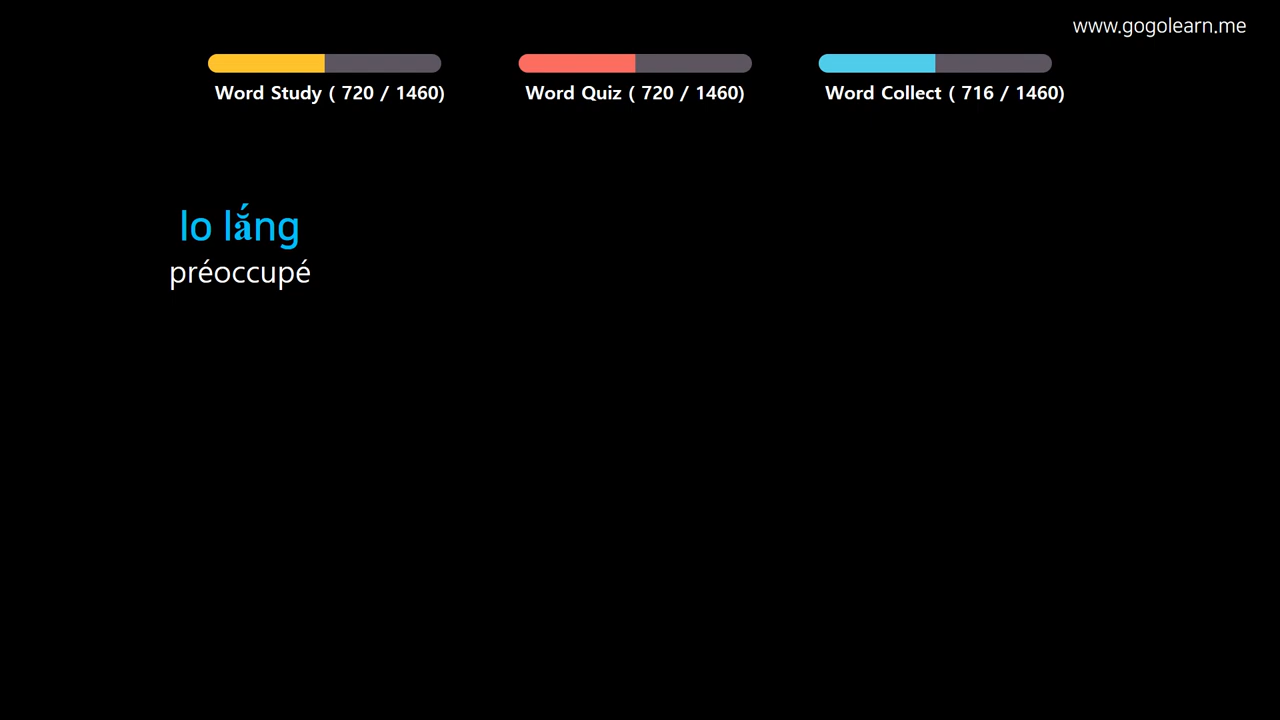 www.gogolearn.me
Word Study ( 720 / 1460)
Word Quiz ( 720 / 1460)
Word Collect ( 716 / 1460)
lo lắng
préoccupé